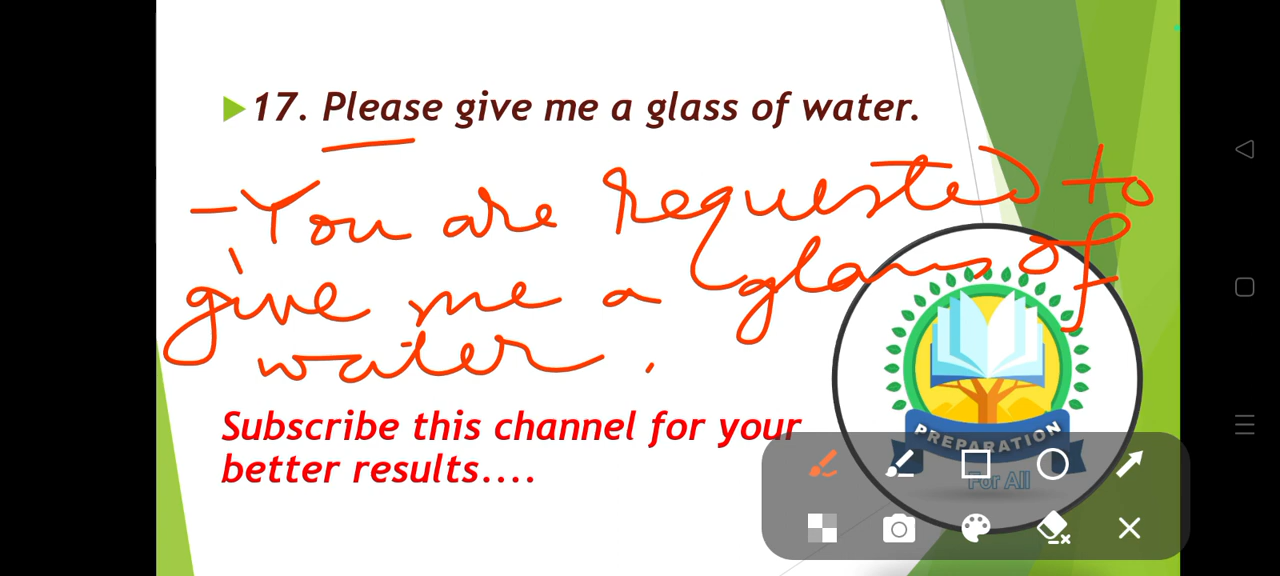 17. Please give me a glass of water.
- You are requested to
give me a glass of
water.
Subscribe this channel for your
better results....
PREPARATION
For All